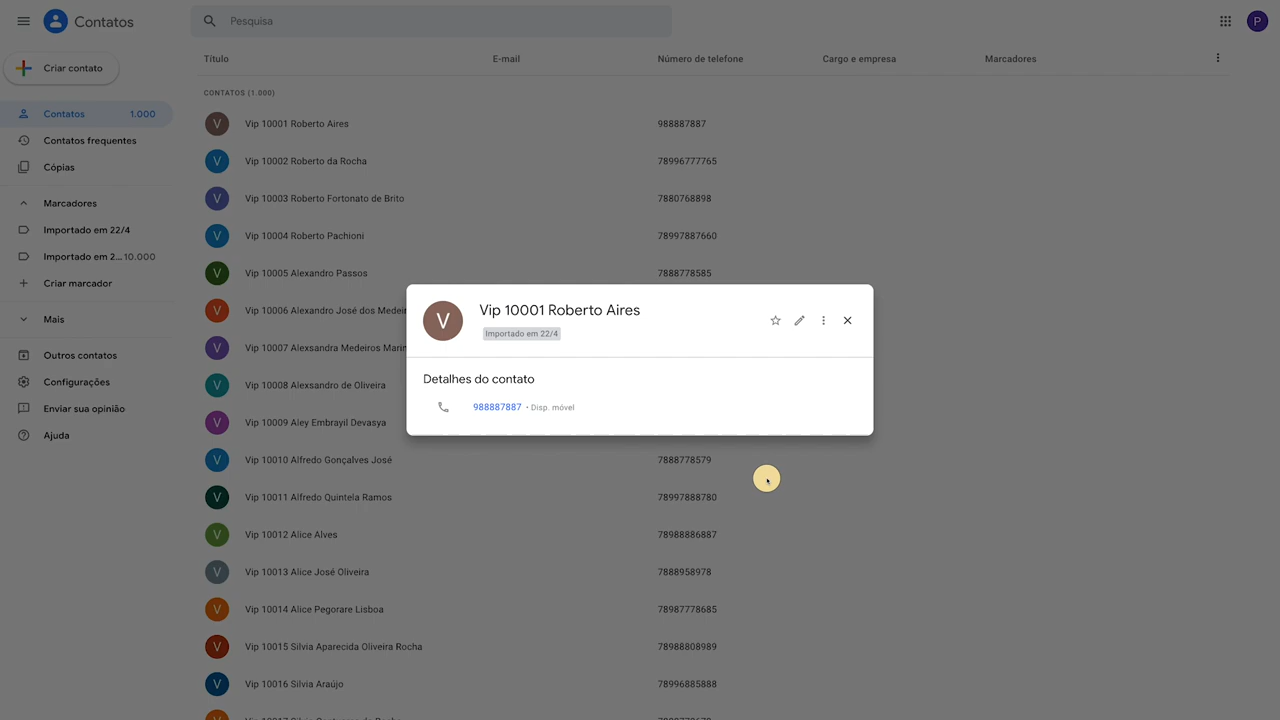 Contatos
Pesquisa
P
Criar contato
Título E-mail Número de telefone Cargo e empresa Marcadores
CONTATOS (1.000)
Contatos 1.000
Contatos frequentes
Cópias
Marcadores
Importado em 22/4
Importado em 2... 10.000
Criar marcador
Mais
Outros contatos
Configurações
Enviar sua opinião
Ajuda
V Vip 10001 Roberto Aires 988887887
V Vip 10002 Roberto da Rocha 78996777765
V Vip 10003 Roberto Fortonato de Brito 7880768898
V Vip 10004 Roberto Pachioni 78997887660
V Vip 10005 Alexandro Passos 7888778585
V Vip 10006 Alexandro José dos Medeir
V Vip 10007 Alexsandra Medeiros Marin
V Vip 10008 Alexsandro de Oliveira
V Vip 10009 Aley Embrayil Devasya
V Vip 10010 Alfredo Gonçalves José 7888778579
V Vip 10011 Alfredo Quintela Ramos 78997888780
V Vip 10012 Alice Alves 78988886887
V Vip 10013 Alice José Oliveira 7888958978
V Vip 10014 Alice Pegorare Lisboa 78987778685
V Vip 10015 Silvia Aparecida Oliveira Rocha 78988808989
V Vip 10016 Silvia Araújo 78996885888
V Vip 10001 Roberto Aires
Importado em 22/4
Detalhes do contato
988887887 • Disp. móvel